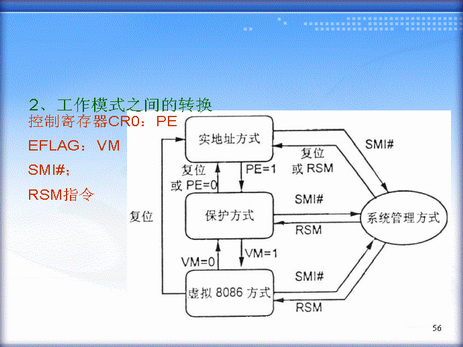 2、工作模式之间的转换
控制寄存器CR0：PE
EFLAG：VM
SMI#；
RSM指令
实地址方式
SMI#
复位
或 PE=0
PE=1
复位
或 RSM
复位
保护方式
SMI#
RSM
系统管理方式
VM=0
VM=1
虚拟 8086 方式
SMI#
RSM
56